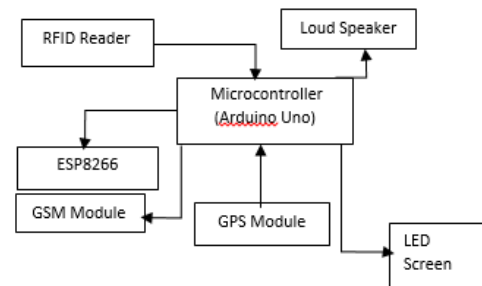 RFID Reader
Loud Speaker
Microcontroller
(Arduino Uno)
ESP8266
GSM Module
GPS Module
LED
Screen